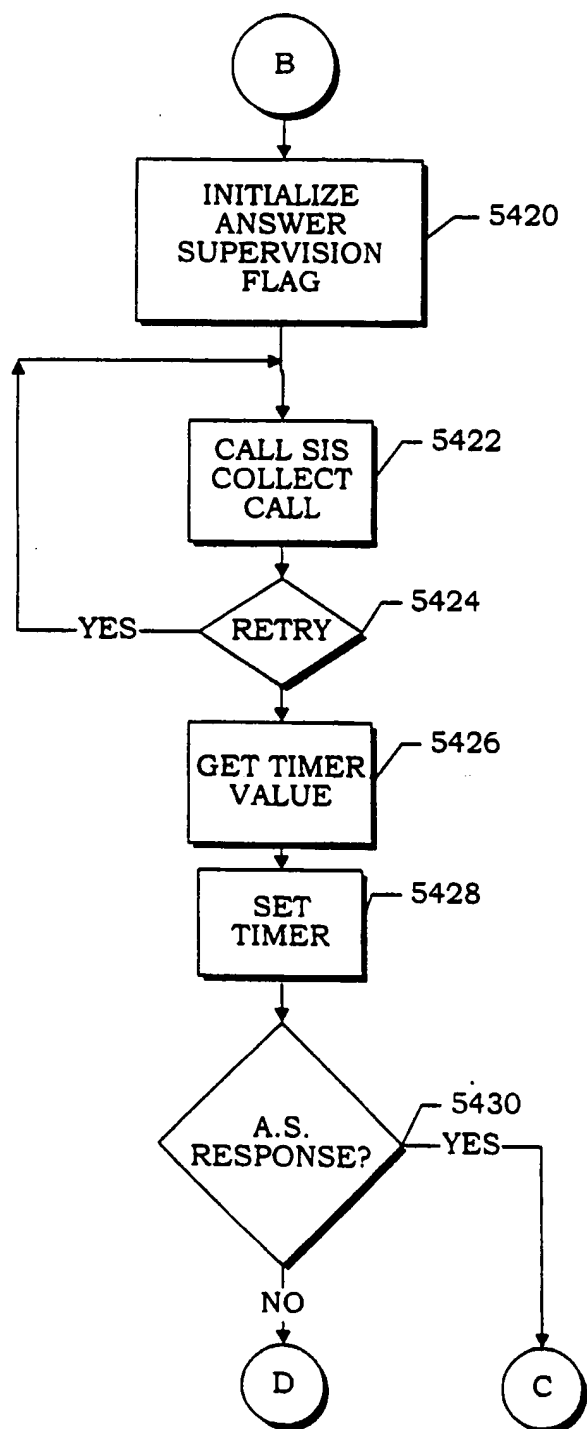 B
INITIALIZE
ANSWER
SUPERVISION
FLAG
5420
CALL SIS
COLLECT
CALL
5422
RETRY
5424
YES
GET TIMER
VALUE
5426
SET
TIMER
5428
A.S.
RESPONSE?
5430
YES
NO
D
C